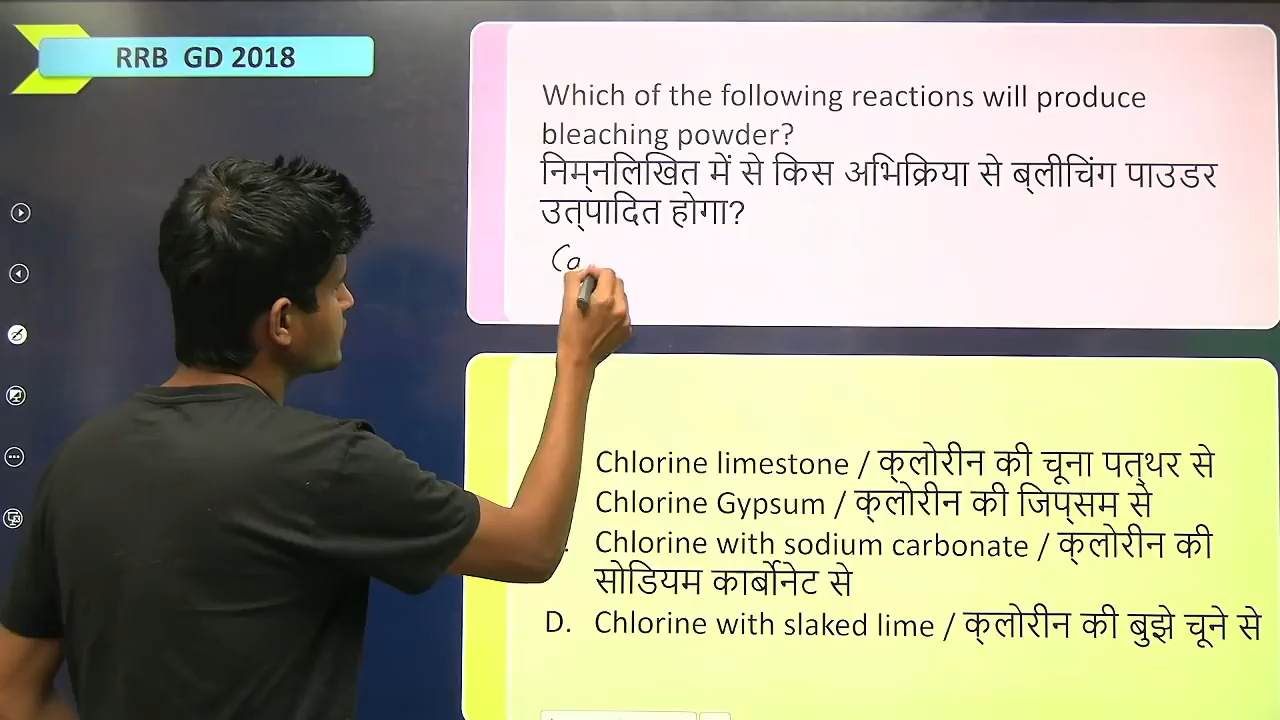 RRB GD 2018
Which of the following reactions will produce
bleaching powder?
निम्नलिखित में से किस अभिक्रिया से ब्लीचिंग पाउडर
उत्पादित होगा?
Ca
Chlorine limestone / क्लोरीन की चूना पत्थर से
Chlorine Gypsum / क्लोरीन की जिप्सम से
Chlorine with sodium carbonate / क्लोरीन की
सोडियम कार्बोनेट से
D. Chlorine with slaked lime / क्लोरीन की बुझे चूने से